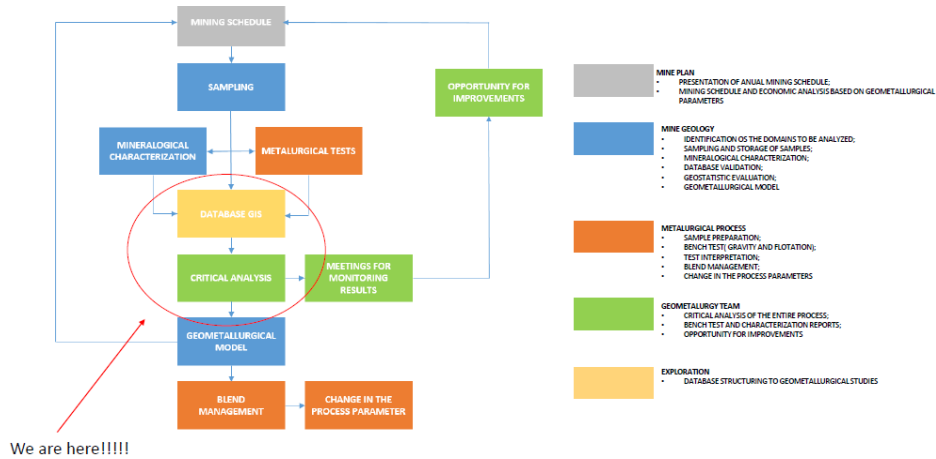 MINING SCHEDULE
SAMPLING
OPPORTUNITY FOR
IMPROVEMENTS
MINERALOGICAL
CHARACTERIZATION
METALURGICAL TESTS
DATABASE GIS
CRITICAL ANALYSIS
MEETINGS FOR
MONITORING
RESULTS
GEOMETALLURGICAL
MODEL
BLEND
MANAGEMENT
CHANGE IN THE
PROCESS PARAMETER
We are here!!!!!
MINE PLAN
• PRESENTATION OF ANUAL MINING SCHEDULE;
• MINING SCHEDULE AND ECONOMIC ANALYSIS BASED ON GEOMETALLURGICAL
PARAMETERS
MINE GEOLOGY
• IDENTIFICATION OS THE DOMAINS TO BE ANALYZED;
• SAMPLING AND STORAGE OF SAMPLES;
• MINERALOGICAL CHARACTERIZATION;
• DATABASE VALIDATION;
• GEOSTATISTIC EVALUATION;
• GEOMETALLURGICAL MODEL
METALURGICAL PROCESS
• SAMPLE PREPARATION;
• BENCH TEST( GRAVITY AND FLOTATION);
• TEST INTERPRETATION;
• BLEND MANAGEMENT;
• CHANGE IN THE PROCESS PARAMETERS
GEOMETALURGY TEAM
• CRITICAL ANALYSIS OF THE ENTIRE PROCESS;
• BENCH TEST AND CHARACTERIZATION REPORTS;
• OPPORTUNITY FOR IMPROVEMENTS
EXPLORATION
• DATABASE STRUCTURING TO GEOMETALLURGICAL STUDIES